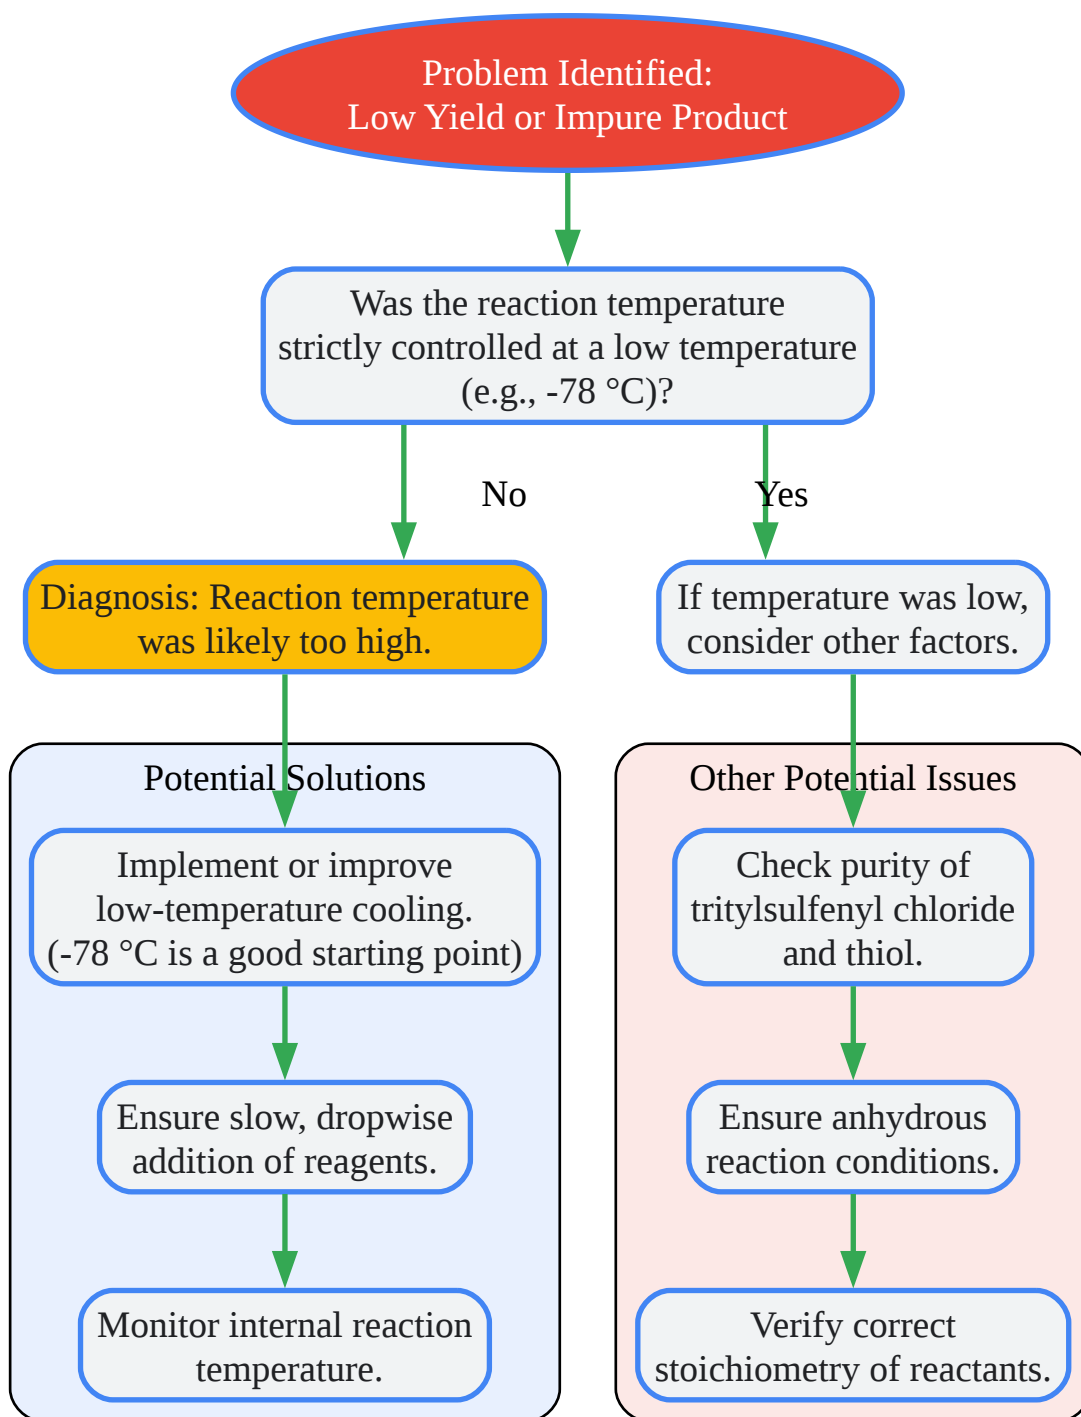 Problem Identified:
Low Yield or Impure Product
Was the reaction temperature
strictly controlled at a low temperature
(e.g., -78 °C)?
No
Yes
Diagnosis: Reaction temperature
was likely too high.
If temperature was low,
consider other factors.
Potential Solutions
Implement or improve
low-temperature cooling.
(-78 °C is a good starting point)
Ensure slow, dropwise
addition of reagents.
Monitor internal reaction
temperature.
Other Potential Issues
Check purity of
tritylsulfenyl chloride
and thiol.
Ensure anhydrous
reaction conditions.
Verify correct
stoichiometry of reactants.